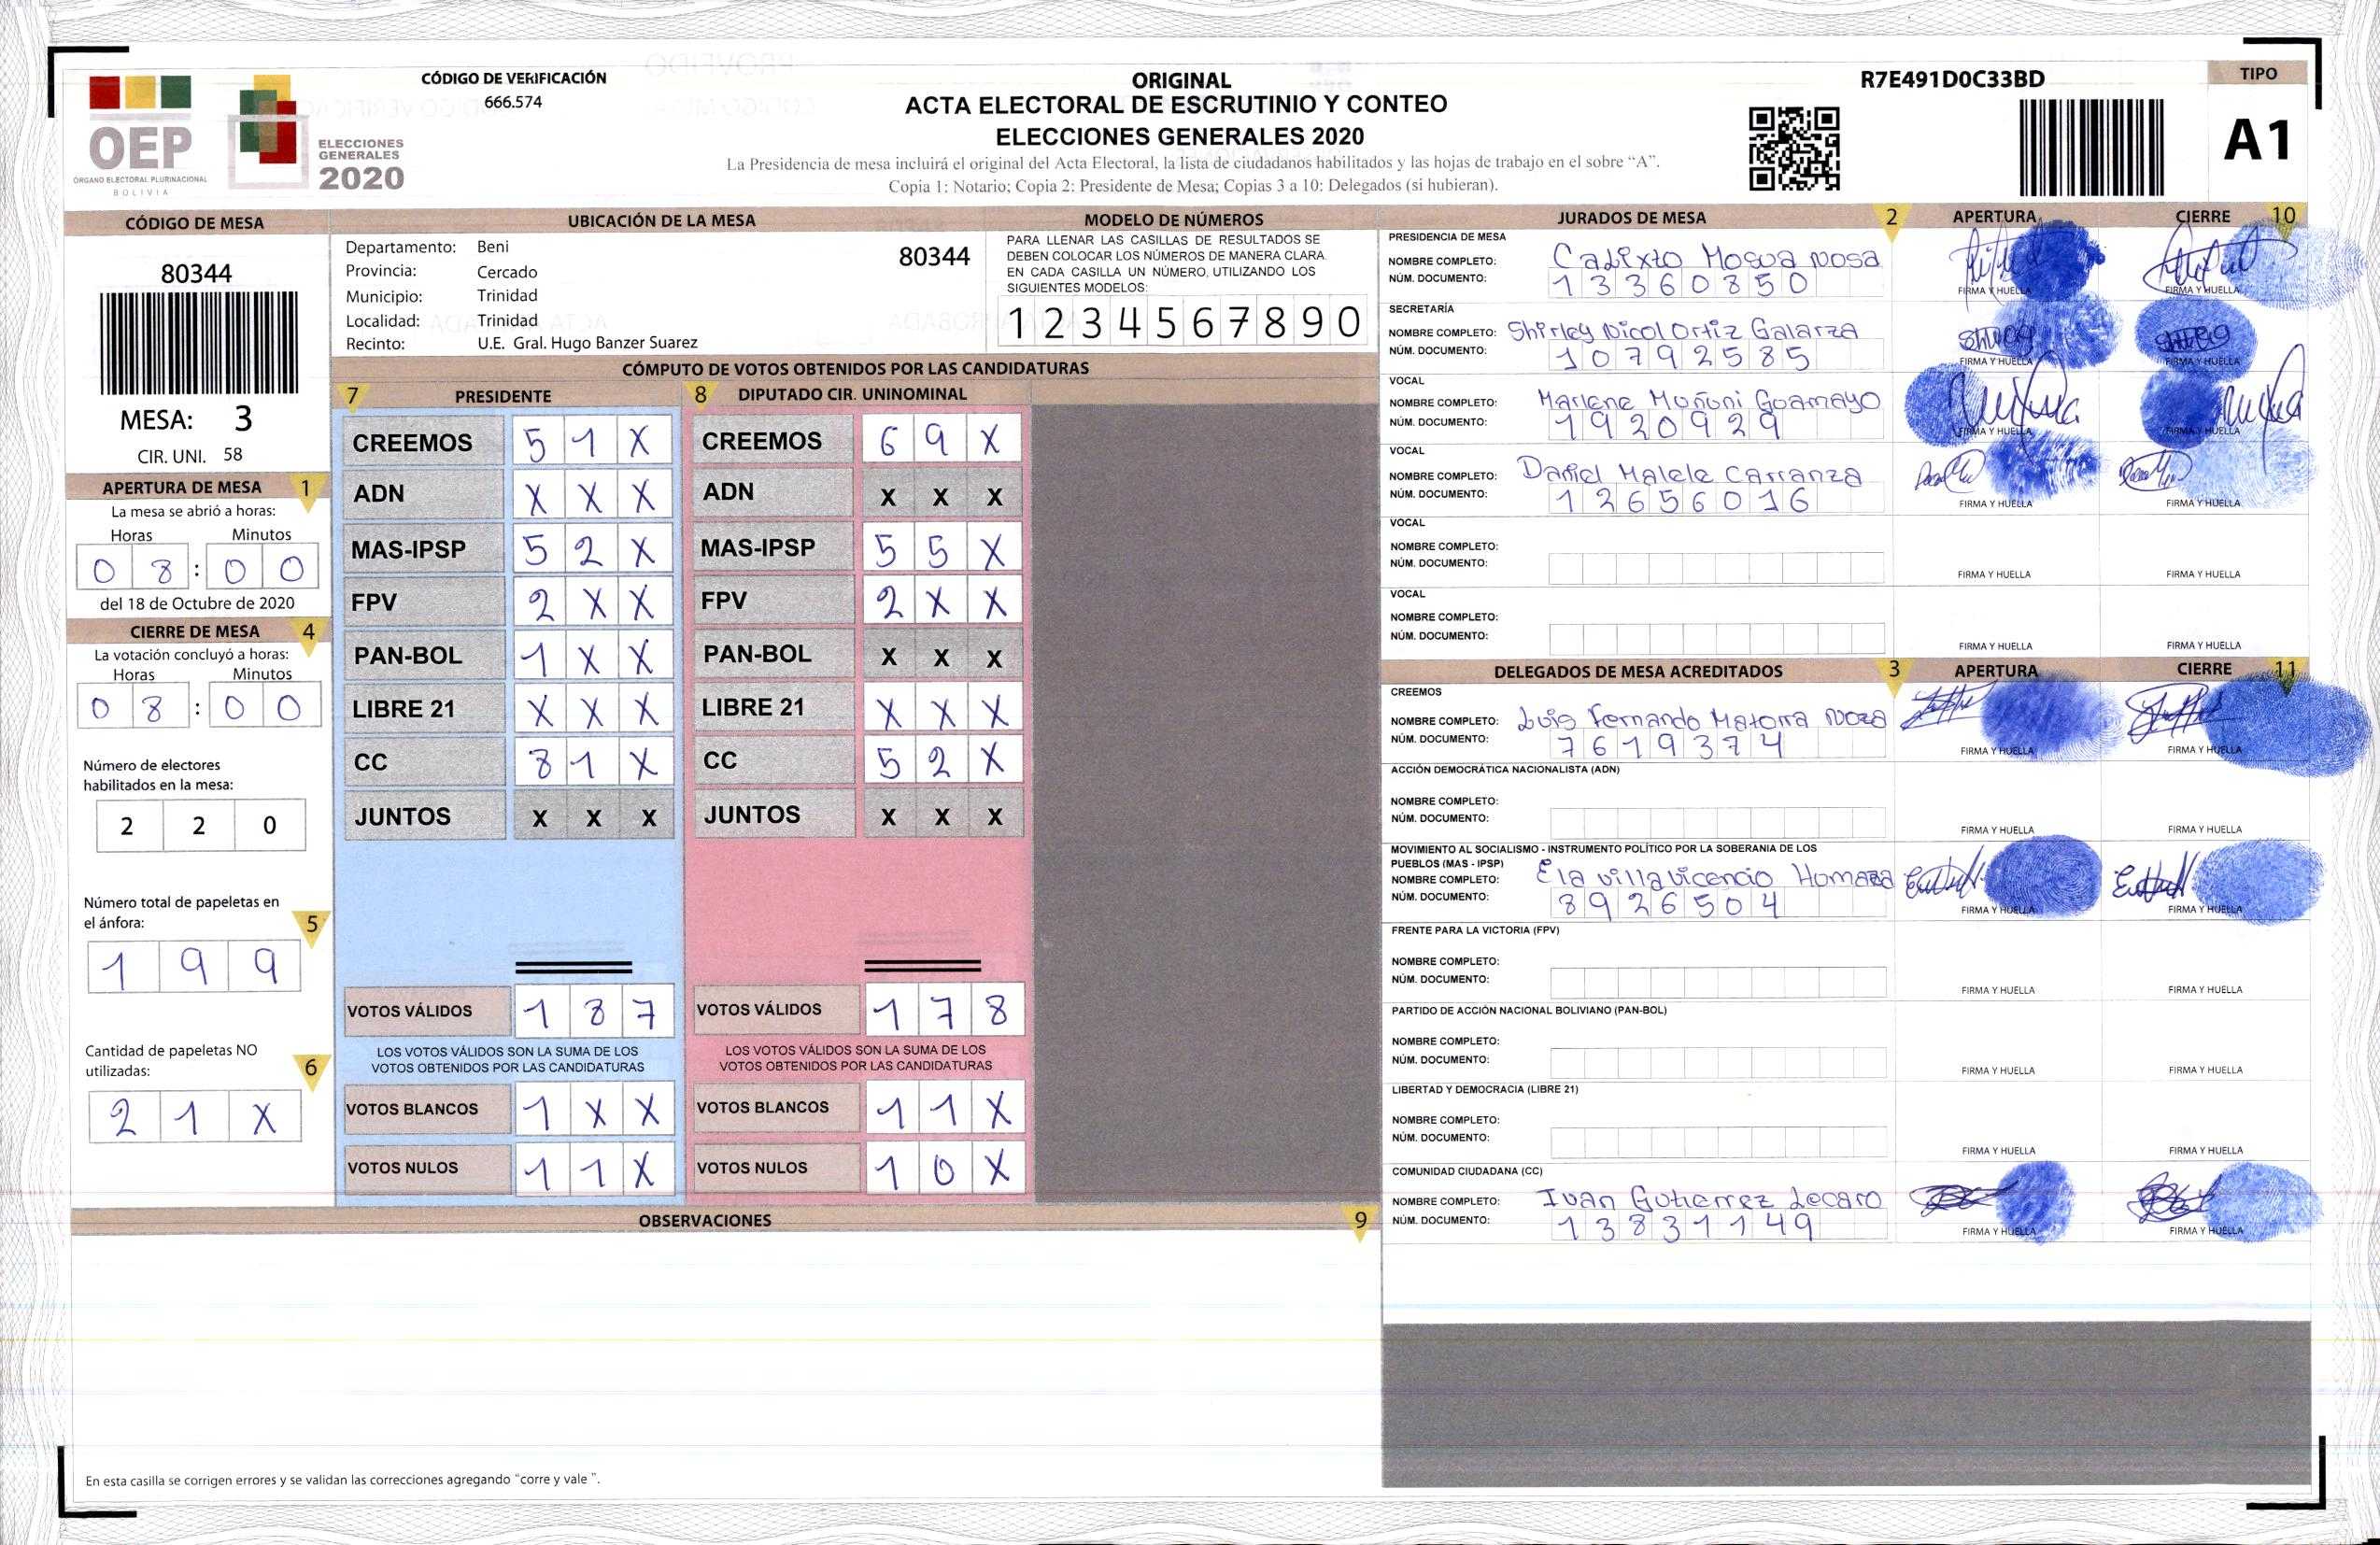 CÓDIGO DE VERIFICACIÓN
666.574
OEP
ÓRGANO ELECTORAL PLURINACIONAL
BOLIVIA
ELECCIONES
GENERALES
2020
ORIGINAL
ACTA ELECTORAL DE ESCRUTINIO Y CONTEO
ELECCIONES GENERALES 2020
La Presidencia de mesa incluirá el original del Acta Electoral, la lista de ciudadanos habilitados y las hojas de trabajo en el sobre “A”.
Copia 1: Notario; Copia 2: Presidente de Mesa; Copias 3 a 10: Delegados (si hubieran).
R7E491D0C33BD
TIPO
A1
CÓDIGO DE MESA
80344
MESA: 3
CIR. UNI. 58
APERTURA DE MESA 1
La mesa se abrió a horas:
Horas Minutos
0 8 : 0 0
del 18 de Octubre de 2020
CIERRE DE MESA 4
La votación concluyó a horas:
Horas Minutos
0 8 : 0 0
Número de electores
habilitados en la mesa:
2 2 0
Número total de papeletas en
el ánfora: 5
1 9 9
Cantidad de papeletas NO
utilizadas: 6
2 1 X
UBICACIÓN DE LA MESA
Departamento: Beni
80344
Provincia: Cercado
Municipio: Trinidad
Localidad: Trinidad
Recinto: U.E. Gral. Hugo Banzer Suarez
MODELO DE NÚMEROS
PARA LLENAR LAS CASILLAS DE RESULTADOS SE
DEBEN COLOCAR LOS NÚMEROS DE MANERA CLARA.
EN CADA CASILLA UN NÚMERO, UTILIZANDO LOS
SIGUIENTES MODELOS:
1 2 3 4 5 6 7 8 9 0
CÓMPUTO DE VOTOS OBTENIDOS POR LAS CANDIDATURAS
7 PRESIDENTE
CREEMOS 5 1 X
ADN X X X
MAS-IPSP 5 2 X
FPV 2 X X
PAN-BOL 1 X X
LIBRE 21 X X X
CC 8 1 X
JUNTOS X X X
VOTOS VÁLIDOS 1 8 7
LOS VOTOS VÁLIDOS SON LA SUMA DE LOS
VOTOS OBTENIDOS POR LAS CANDIDATURAS
VOTOS BLANCOS 1 X X
VOTOS NULOS 1 1 X
8 DIPUTADO CIR. UNINOMINAL
CREEMOS 6 9 X
ADN X X X
MAS-IPSP 5 5 X
FPV 2 X X
PAN-BOL X X X
LIBRE 21 X X X
CC 5 2 X
JUNTOS X X X
VOTOS VÁLIDOS 1 7 8
LOS VOTOS VÁLIDOS SON LA SUMA DE LOS
VOTOS OBTENIDOS POR LAS CANDIDATURAS
VOTOS BLANCOS 1 1 X
VOTOS NULOS 1 0 X
OBSERVACIONES 9
En esta casilla se corrigen errores y se validan las correcciones agregando “corre y vale ”.
JURADOS DE MESA 2 APERTURA CIERRE 10
PRESIDENCIA DE MESA
NOMBRE COMPLETO: Calixto Mosua Nosa
NÚM. DOCUMENTO: 13360850
FIRMA Y HUELLA FIRMA Y HUELLA
SECRETARÍA
NOMBRE COMPLETO: Shirley Nicol Ortiz Galarza
NÚM. DOCUMENTO: 10792585
FIRMA Y HUELLA FIRMA Y HUELLA
VOCAL
NOMBRE COMPLETO: Marlene Muñuni Guamayo
NÚM. DOCUMENTO: 1920929
FIRMA Y HUELLA FIRMA Y HUELLA
VOCAL
NOMBRE COMPLETO: Daniel Malele Carranza
NÚM. DOCUMENTO: 12656016
FIRMA Y HUELLA FIRMA Y HUELLA
VOCAL
NOMBRE COMPLETO:
NÚM. DOCUMENTO:
FIRMA Y HUELLA FIRMA Y HUELLA
VOCAL
NOMBRE COMPLETO:
NÚM. DOCUMENTO:
FIRMA Y HUELLA FIRMA Y HUELLA
DELEGADOS DE MESA ACREDITADOS 3 APERTURA CIERRE 11
CREEMOS
NOMBRE COMPLETO: Luis Fernando Matorra Noza
NÚM. DOCUMENTO: 7619374
FIRMA Y HUELLA FIRMA Y HUELLA
ACCIÓN DEMOCRÁTICA NACIONALISTA (ADN)
NOMBRE COMPLETO:
NÚM. DOCUMENTO:
FIRMA Y HUELLA FIRMA Y HUELLA
MOVIMIENTO AL SOCIALISMO - INSTRUMENTO POLÍTICO POR LA SOBERANIA DE LOS
PUEBLOS (MAS - IPSP)
NOMBRE COMPLETO: Ela Villavicencio Humaza
NÚM. DOCUMENTO: 8926504
FIRMA Y HUELLA FIRMA Y HUELLA
FRENTE PARA LA VICTORIA (FPV)
NOMBRE COMPLETO:
NÚM. DOCUMENTO:
FIRMA Y HUELLA FIRMA Y HUELLA
PARTIDO DE ACCIÓN NACIONAL BOLIVIANO (PAN-BOL)
NOMBRE COMPLETO:
NÚM. DOCUMENTO:
FIRMA Y HUELLA FIRMA Y HUELLA
LIBERTAD Y DEMOCRACIA (LIBRE 21)
NOMBRE COMPLETO:
NÚM. DOCUMENTO:
FIRMA Y HUELLA FIRMA Y HUELLA
COMUNIDAD CIUDADANA (CC)
NOMBRE COMPLETO: Ivan Gutierrez Lecaro
NÚM. DOCUMENTO: 13831149
FIRMA Y HUELLA FIRMA Y HUELLA